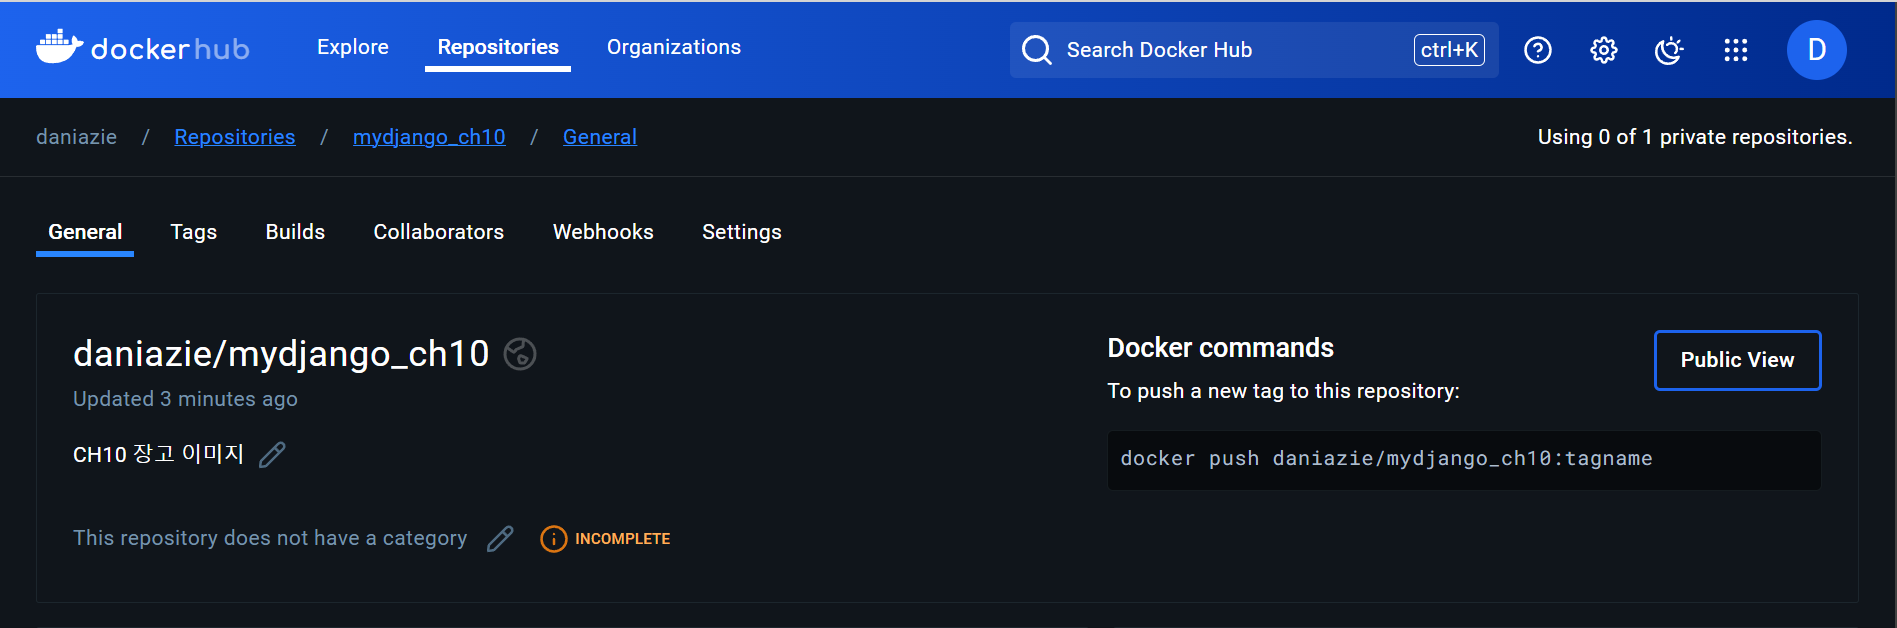 dockerhub Explore Repositories Organizations Search Docker Hub ctrl+K ? D
daniazie / Repositories / mydjango_ch10 / General Using 0 of 1 private repositories.
General Tags Builds Collaborators Webhooks Settings
daniazie/mydjango_ch10
Updated 3 minutes ago
CH10 장고 이미지
This repository does not have a category INCOMPLETE
Docker commands
Public View
To push a new tag to this repository:
docker push daniazie/mydjango_ch10:tagname